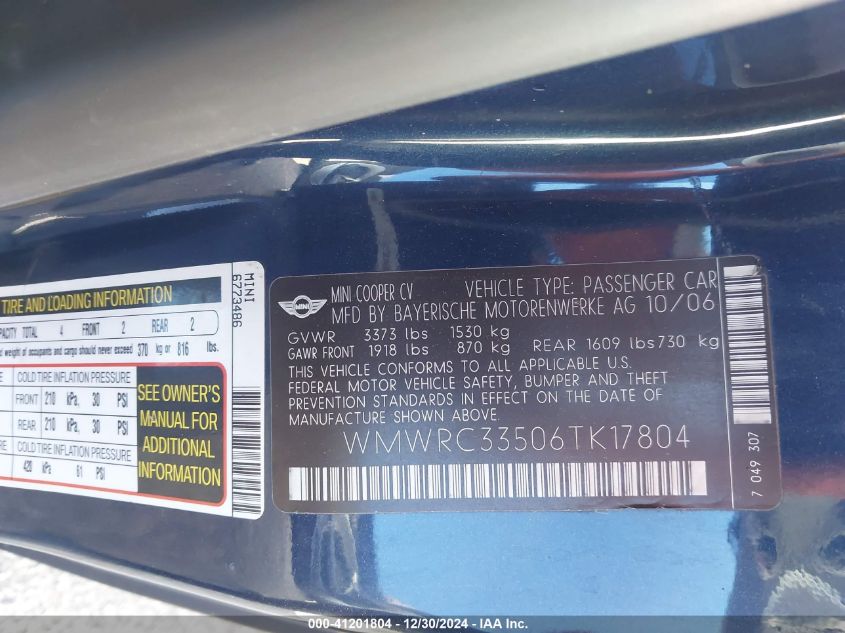 TIRE AND LOADING INFORMATION
TOTAL 4 FRONT 2 REAR 2
weight of occupants and cargo should never exceed 370 kg or 816 lbs.
COLD TIRE INFLATION PRESSURE
FRONT 210 kPa, 30 PSI
REAR 210 kPa, 30 PSI
COLD TIRE INFLATION PRESSURE
420 kPa 61 PSI
SEE OWNER'S
MANUAL FOR
ADDITIONAL
INFORMATION
MINI
6773486
MINI
MINI COOPER CV VEHICLE TYPE: PASSENGER CAR
MFD BY BAYERISCHE MOTORENWERKE AG 10/06
GVWR 3373 lbs 1530 kg
GAWR FRONT 1918 lbs 870 kg REAR 1609 lbs730 kg
THIS VEHICLE CONFORMS TO ALL APPLICABLE U.S.
FEDERAL MOTOR VEHICLE SAFETY, BUMPER AND THEFT
PREVENTION STANDARDS IN EFFECT ON THE DATE OF
MANUFACTURE SHOWN ABOVE.
WMWRC33506TK17804
7 049 307
000-41201804 - 12/30/2024 - IAA Inc.